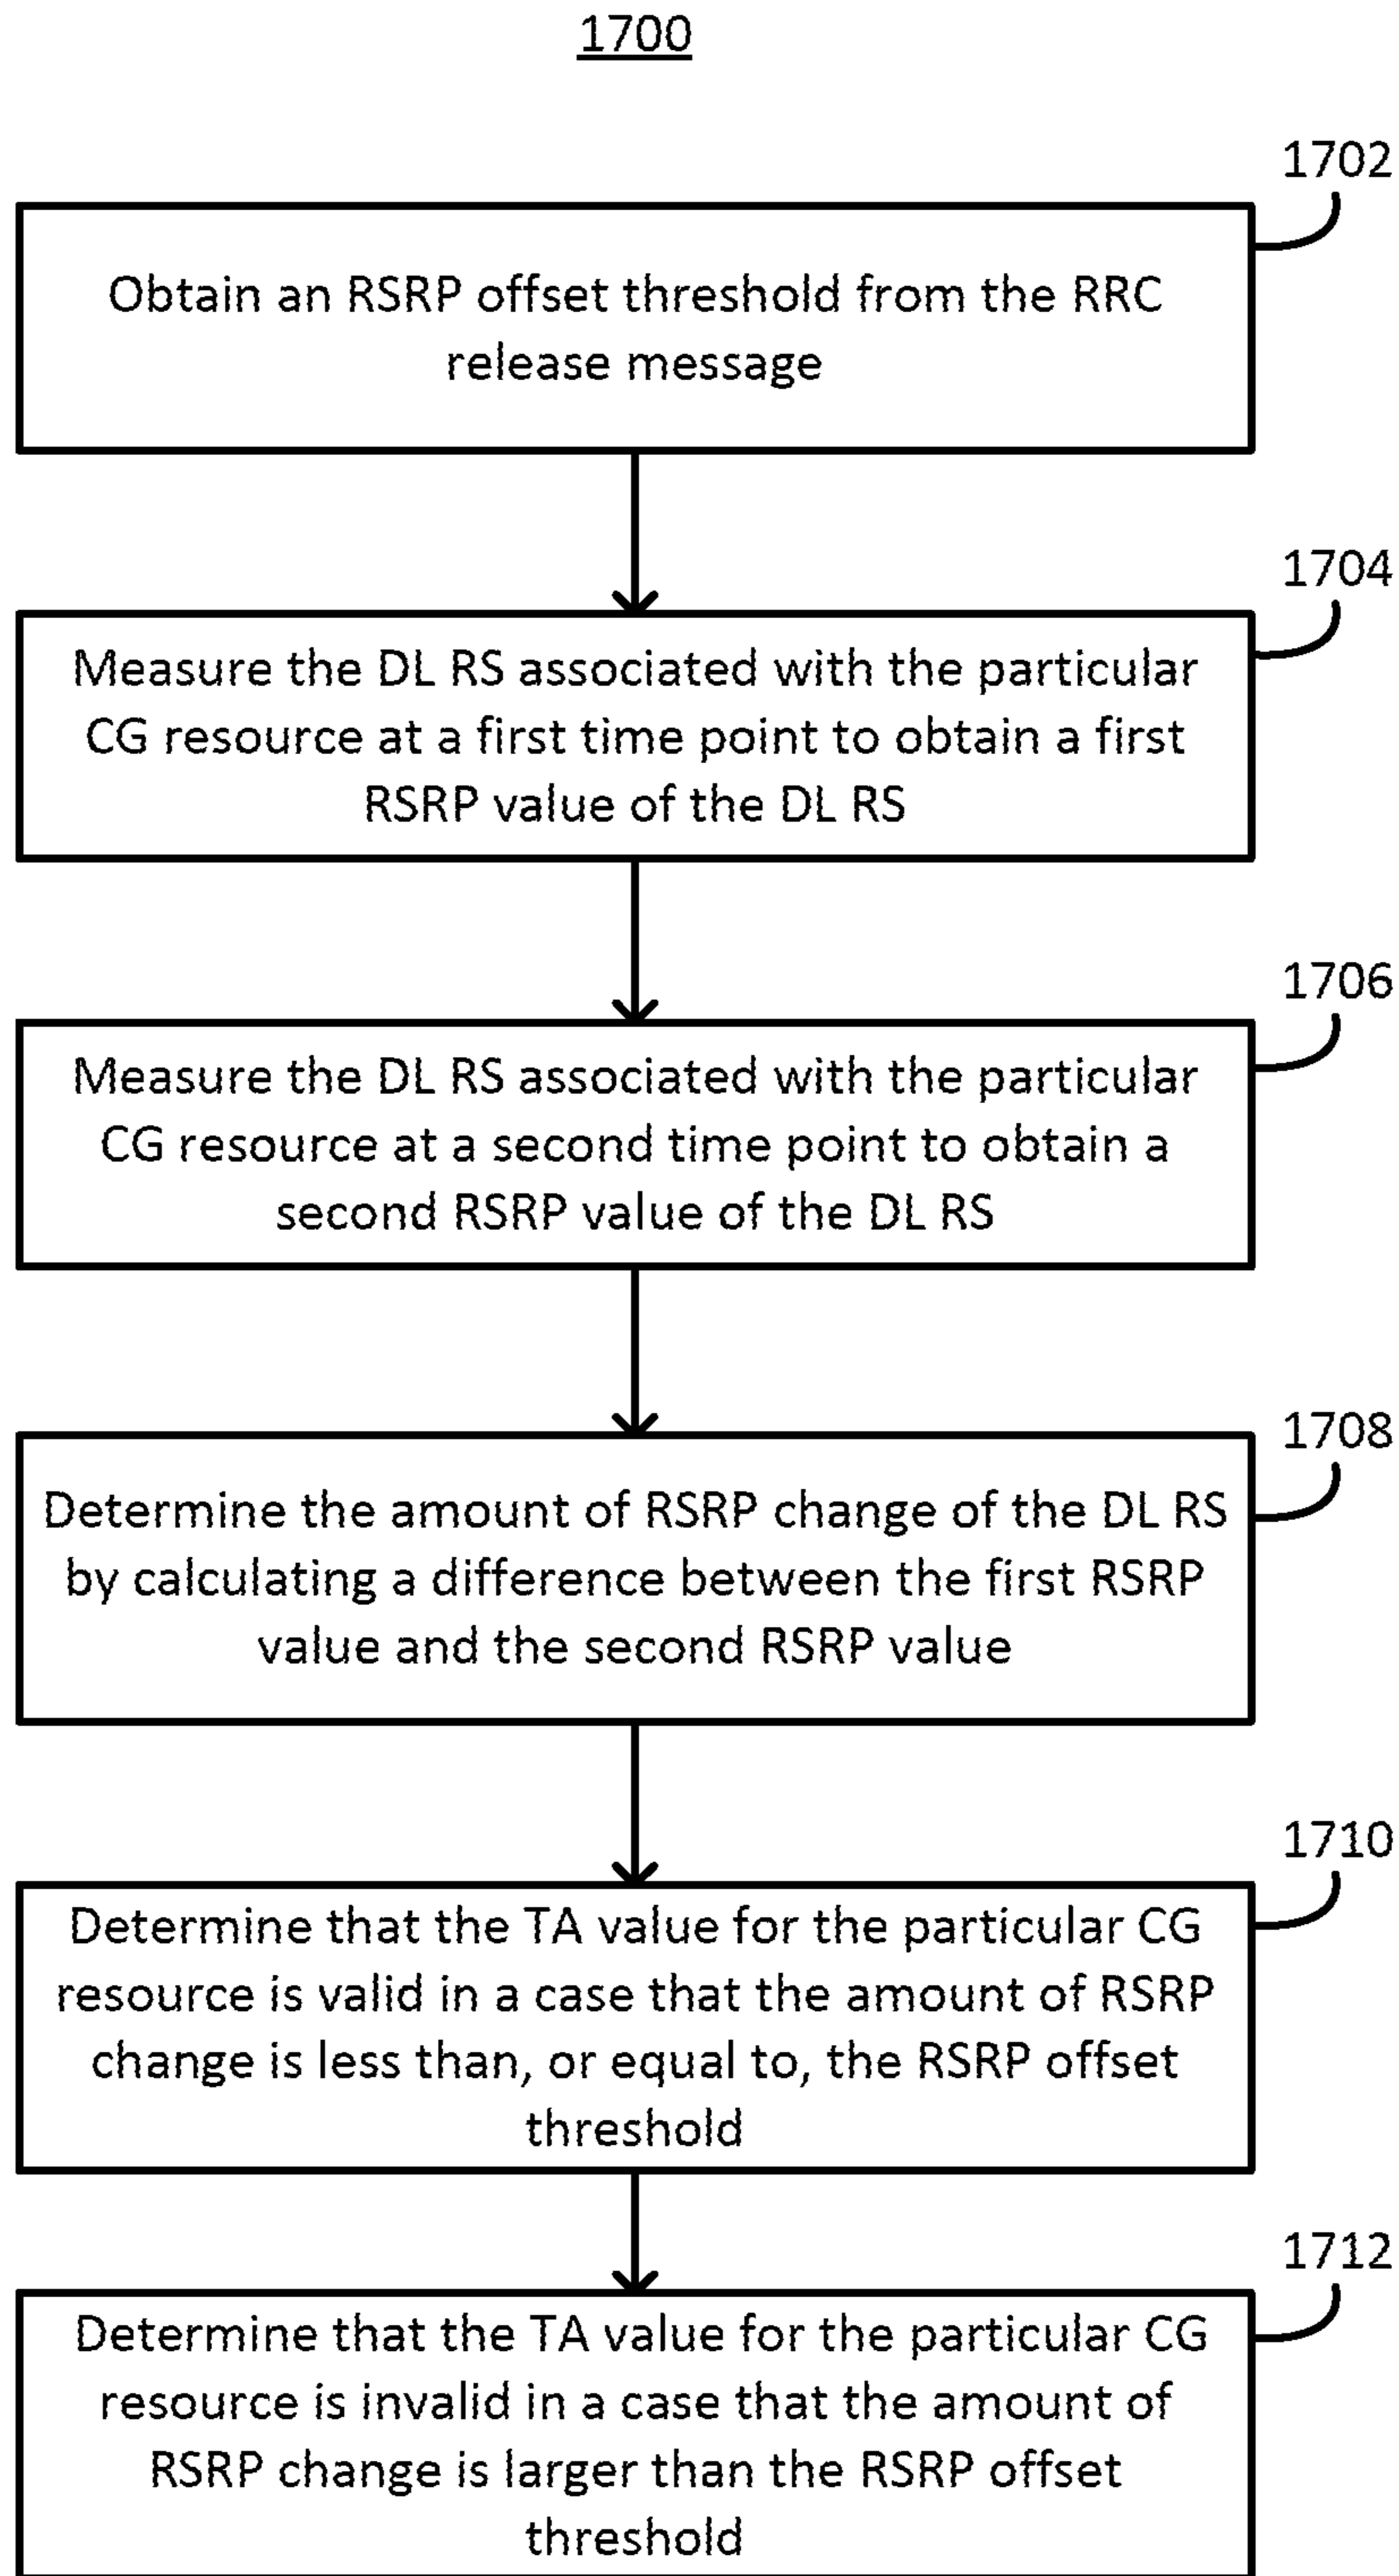 1700
1702
Obtain an RSRP offset threshold from the RRC
release message
1704
Measure the DL RS associated with the particular
CG resource at a first time point to obtain a first
RSRP value of the DL RS
1706
Measure the DL RS associated with the particular
CG resource at a second time point to obtain a
second RSRP value of the DL RS
1708
Determine the amount of RSRP change of the DL RS
by calculating a difference between the first RSRP
value and the second RSRP value
1710
Determine that the TA value for the particular CG
resource is valid in a case that the amount of RSRP
change is less than, or equal to, the RSRP offset
threshold
1712
Determine that the TA value for the particular CG
resource is invalid in a case that the amount of
RSRP change is larger than the RSRP offset
threshold